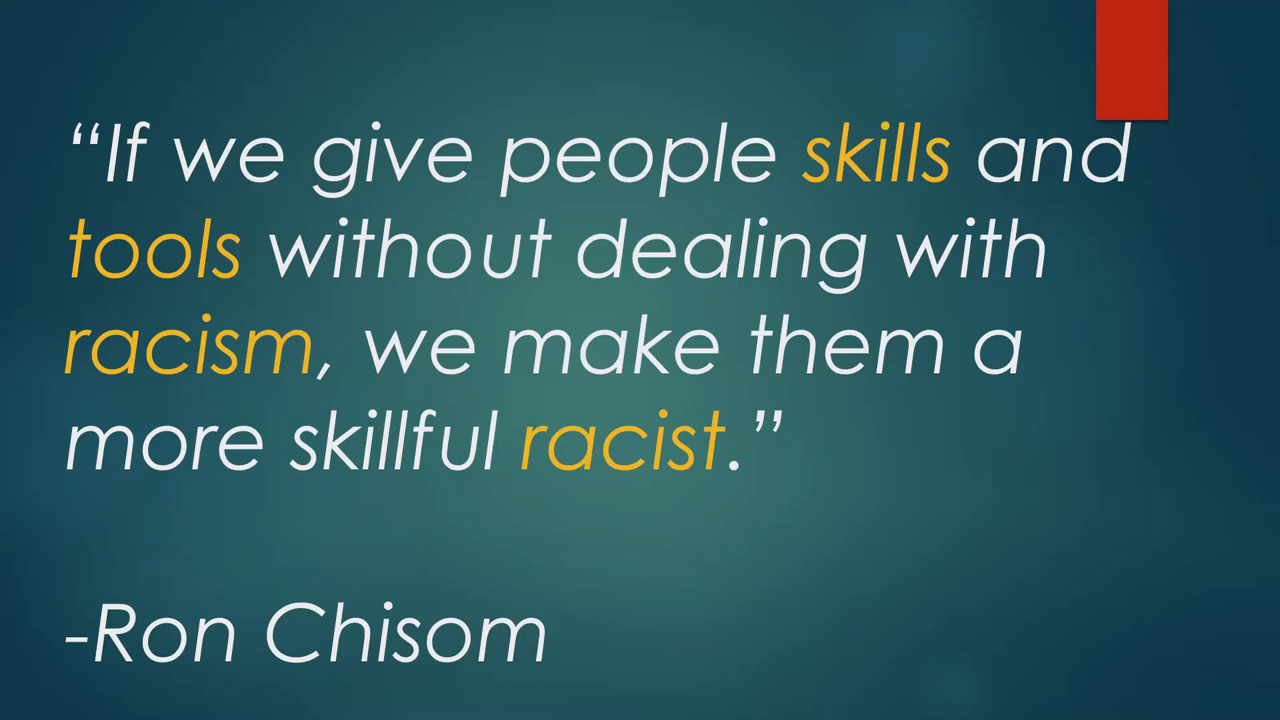 “If we give people skills and
tools without dealing with
racism, we make them a
more skillful racist.”
-Ron Chisom